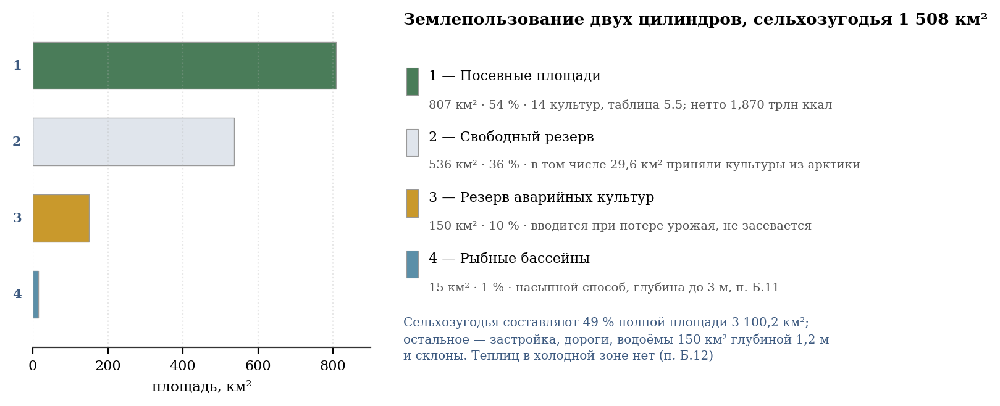 Землепользование двух цилиндров, сельхозугодья 1 508 км²
1
2
3
4
0 200 400 600 800
площадь, км²
1 — Посевные площади
807 км² · 54 % · 14 культур, таблица 5.5; нетто 1,870 трлн ккал
2 — Свободный резерв
536 км² · 36 % · в том числе 29,6 км² приняли культуры из арктики
3 — Резерв аварийных культур
150 км² · 10 % · вводится при потере урожая, не засевается
4 — Рыбные бассейны
15 км² · 1 % · насыпной способ, глубина до 3 м, п. Б.11
Сельхозугодья составляют 49 % полной площади 3 100,2 км²;
остальное — застройка, дороги, водоёмы 150 км² глубиной 1,2 м
и склоны. Теплиц в холодной зоне нет (п. Б.12)